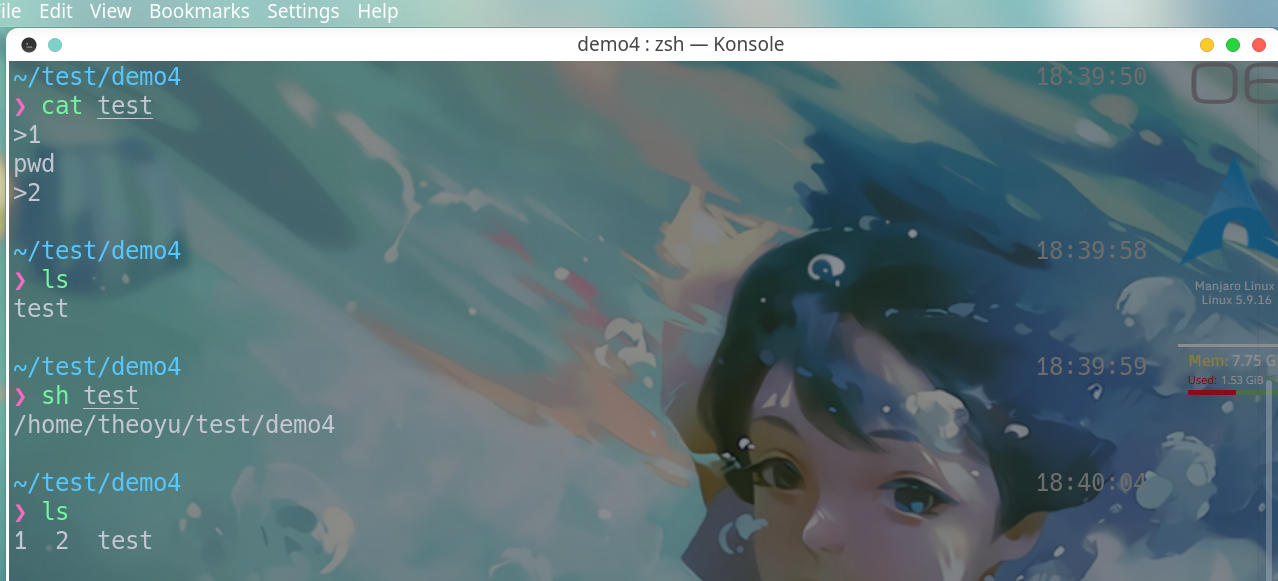 ile Edit View Bookmarks Settings Help
demo4 : zsh — Konsole
~/test/demo4 18:39:50
❯ cat test
>1
pwd
>2
~/test/demo4 18:39:58
❯ ls
test
~/test/demo4 18:39:59
❯ sh test
/home/theoyu/test/demo4
~/test/demo4 18:40:04
❯ ls
1 2 test
06
Manjaro Linux
Linux 5.9.16
Mem: 7.75 G
Used: 1.53 GiB